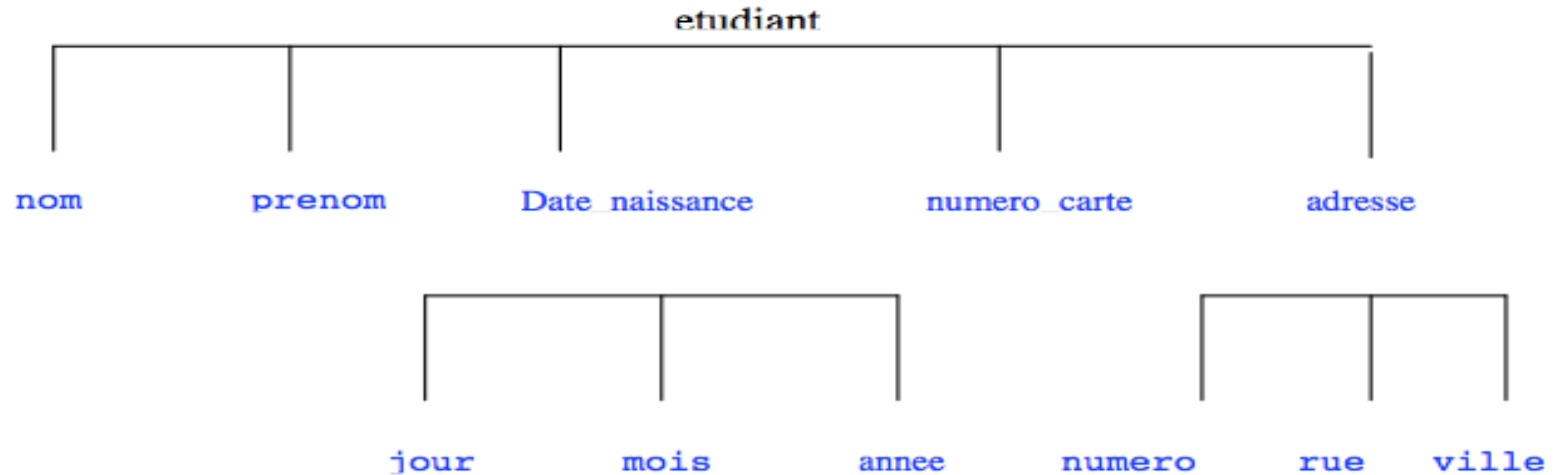 etudiant
nom prenom Date_naissance numero_carte adresse
jour mois annee numero rue ville